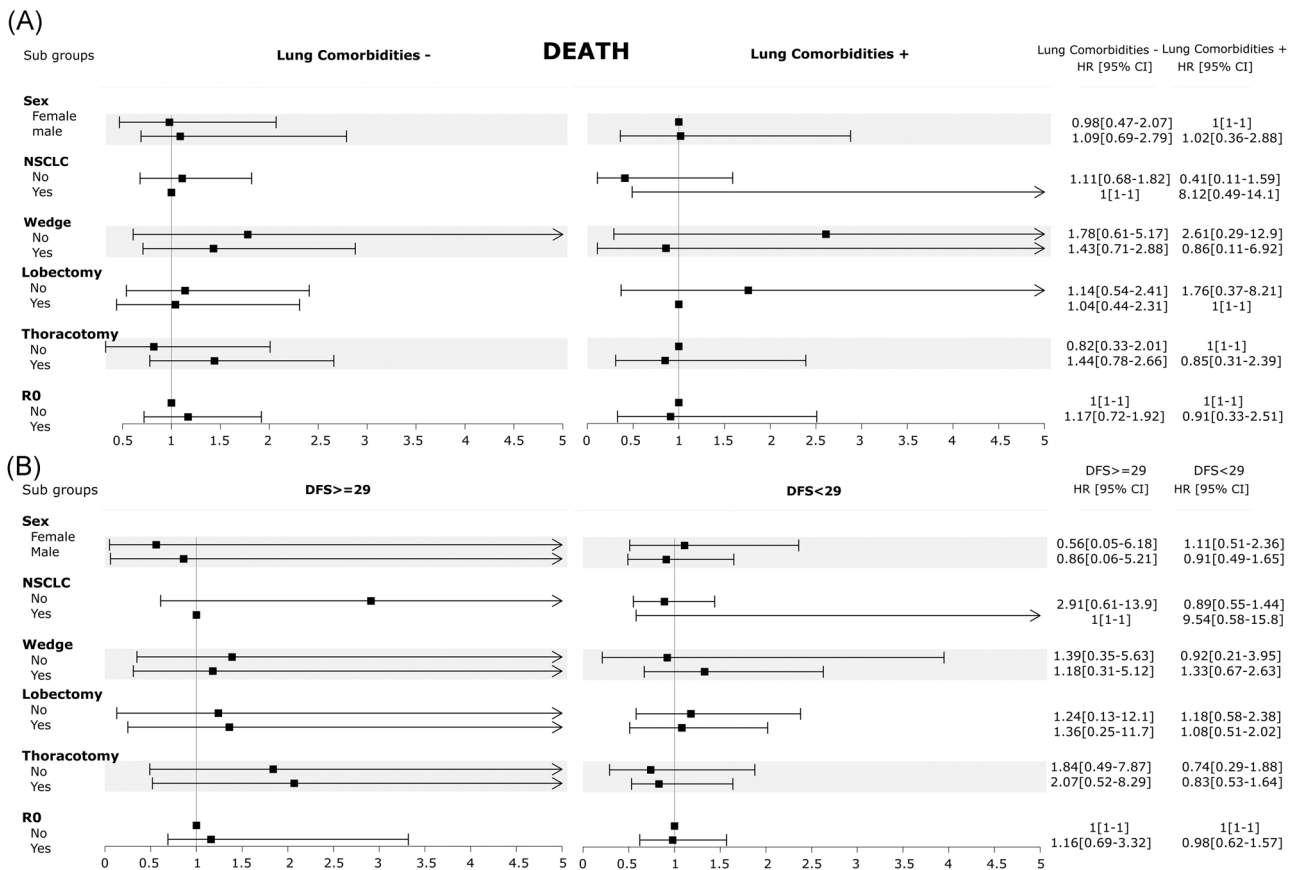 (A)
Sub groups Lung Comorbidities - DEATH Lung Comorbidities + Lung Comorbidities - Lung Comorbidities +
HR [95% CI] HR [95% CI]
Sex
Female 0.98[0.47-2.07] 1[1-1]
male 1.09[0.69-2.79] 1.02[0.36-2.88]
NSCLC
No 1.11[0.68-1.82] 0.41[0.11-1.59]
Yes 1[1-1] 8.12[0.49-14.1]
Wedge
No 1.78[0.61-5.17] 2.61[0.29-12.9]
Yes 1.43[0.71-2.88] 0.86[0.11-6.92]
Lobectomy
No 1.14[0.54-2.41] 1.76[0.37-8.21]
Yes 1.04[0.44-2.31] 1[1-1]
Thoracotomy
No 0.82[0.33-2.01] 1[1-1]
Yes 1.44[0.78-2.66] 0.85[0.31-2.39]
R0
No 1[1-1] 1[1-1]
Yes 1.17[0.72-1.92] 0.91[0.33-2.51]
0.5 1 1.5 2 2.5 3 3.5 4 4.5 5 0 0.5 1 1.5 2 2.5 3 3.5 4 4.5 5
(B)
Sub groups DFS>=29 DFS<29 DFS>=29 DFS<29
HR [95% CI] HR [95% CI]
Sex
Female 0.56[0.05-6.18] 1.11[0.51-2.36]
Male 0.86[0.06-5.21] 0.91[0.49-1.65]
NSCLC
No 2.91[0.61-13.9] 0.89[0.55-1.44]
Yes 1[1-1] 9.54[0.58-15.8]
Wedge
No 1.39[0.35-5.63] 0.92[0.21-3.95]
Yes 1.18[0.31-5.12] 1.33[0.67-2.63]
Lobectomy
No 1.24[0.13-12.1] 1.18[0.58-2.38]
Yes 1.36[0.25-11.7] 1.08[0.51-2.02]
Thoracotomy
No 1.84[0.49-7.87] 0.74[0.29-1.88]
Yes 2.07[0.52-8.29] 0.83[0.53-1.64]
R0
No 1[1-1] 1[1-1]
Yes 1.16[0.69-3.32] 0.98[0.62-1.57]
0 0.5 1 1.5 2 2.5 3 3.5 4 4.5 5 0 0.5 1 1.5 2 2.5 3 3.5 4 4.5 5